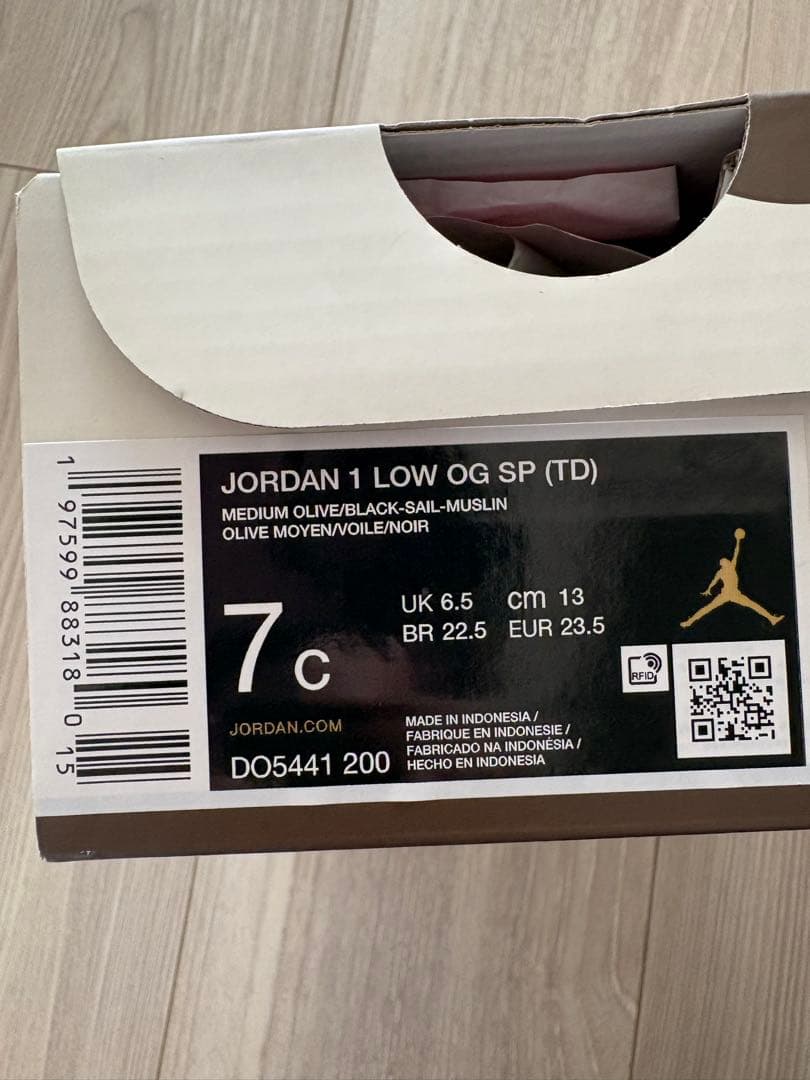 JORDAN 1 LOW OG SP (TD)
MEDIUM OLIVE/BLACK-SAIL-MUSLIN
OLIVE MOYEN/VOILE/NOIR
7c
UK 6.5 cm 13
BR 22.5 EUR 23.5
RFID
JORDAN.COM
DO5441 200
MADE IN INDONESIA /
FABRIQUE EN INDONESIE /
FABRICADO NA INDONÉSIA /
HECHO EN INDONESIA
1 97599 88318 0 15